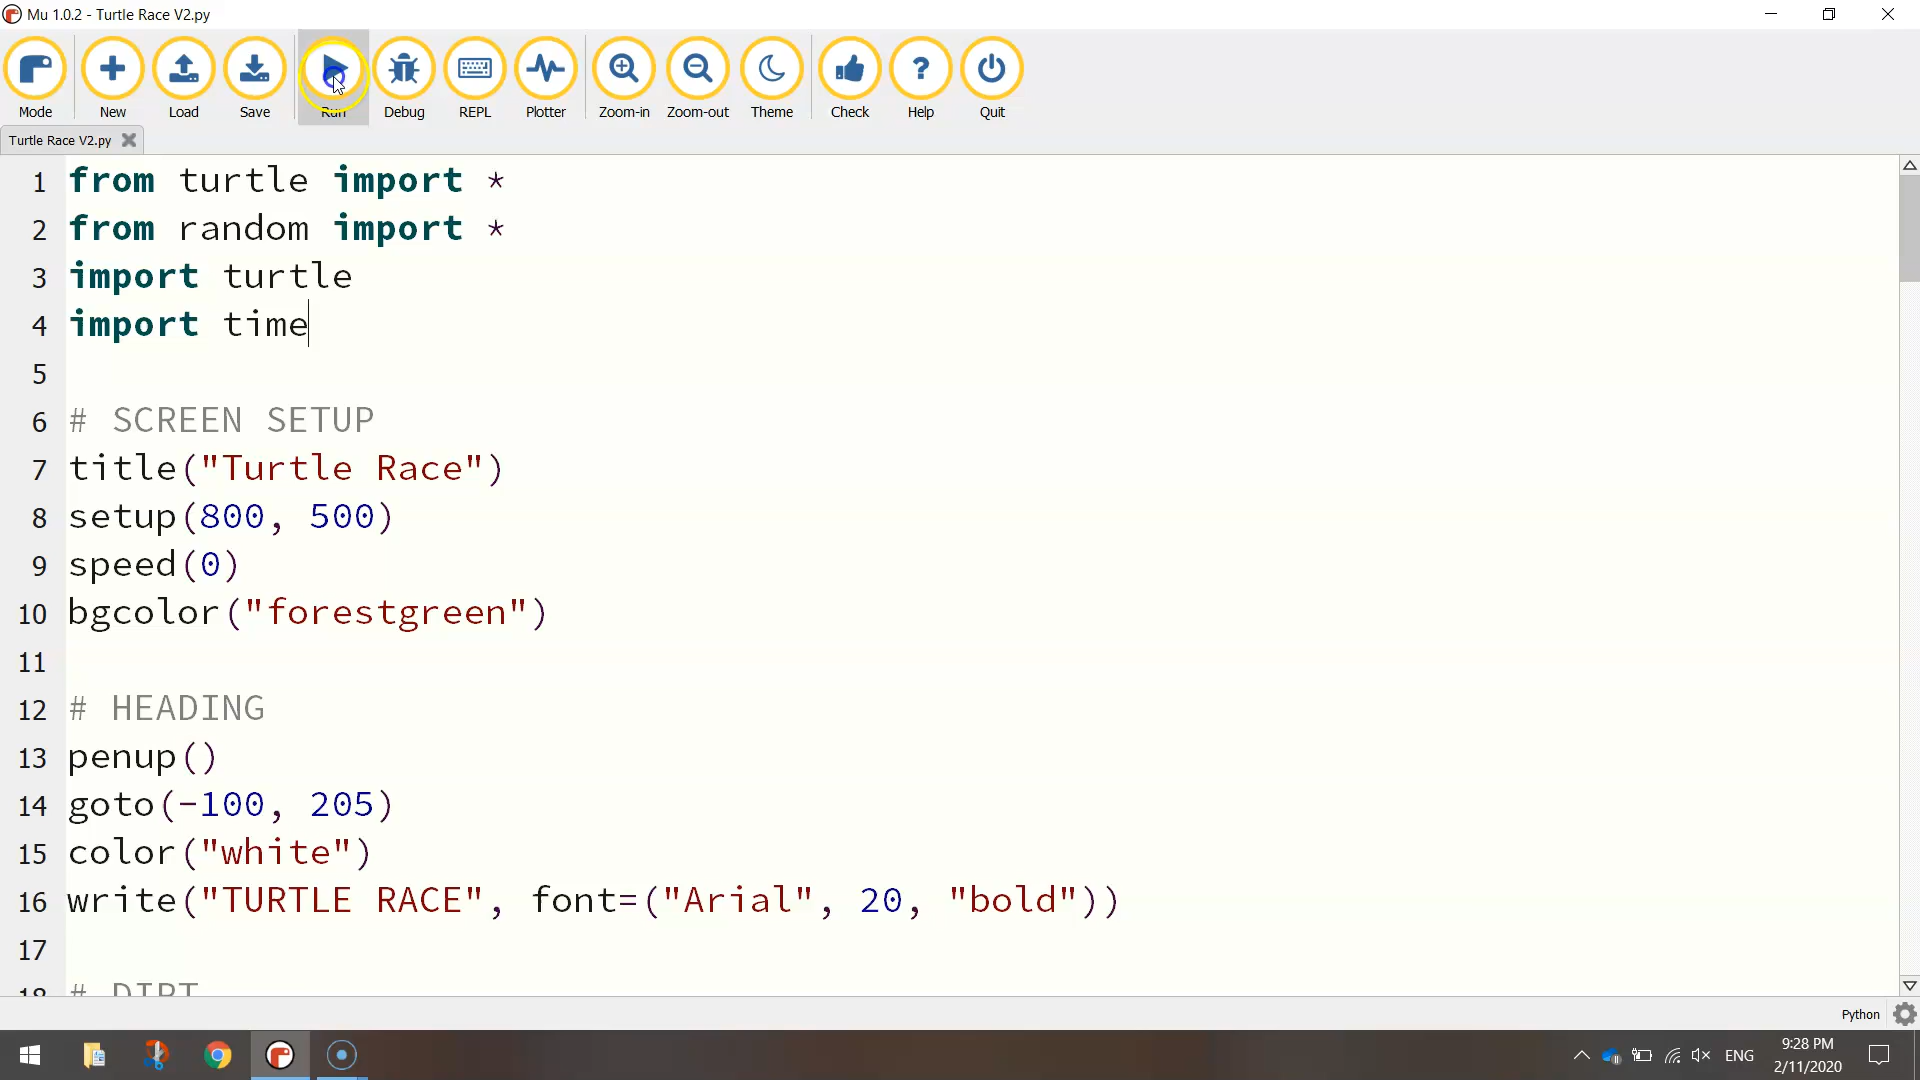 Mu 1.0.2 - Turtle Race V2.py
Mode New Load Save Run Debug REPL Plotter Zoom-in Zoom-out Theme Check Help Quit
Turtle Race V2.py
1 from turtle import *
2 from random import *
3 import turtle
4 import time
5
6 # SCREEN SETUP
7 title("Turtle Race")
8 setup(800, 500)
9 speed(0)
10 bgcolor("forestgreen")
11
12 # HEADING
13 penup()
14 goto(-100, 205)
15 color("white")
16 write("TURTLE RACE", font=("Arial", 20, "bold"))
17
18 # DIRT
Python
ENG
9:28 PM
2/11/2020